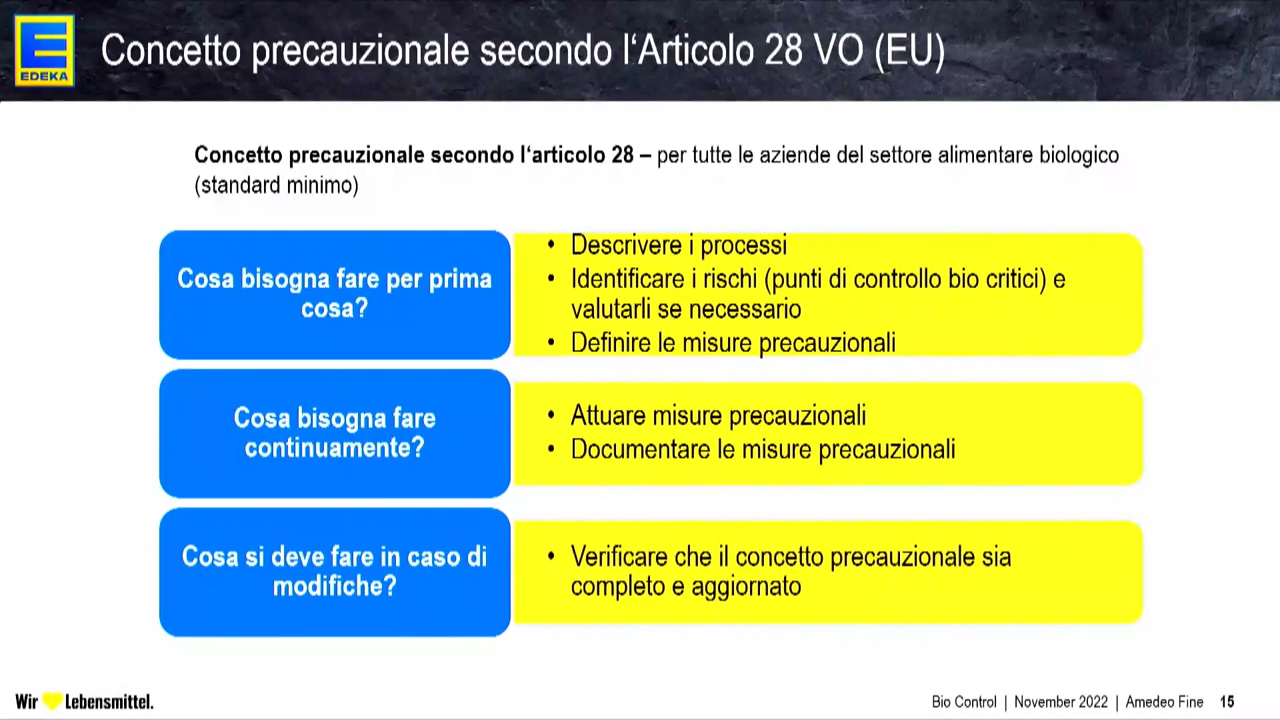 EDEKA
Concetto precauzionale secondo l‘Articolo 28 VO (EU)
Concetto precauzionale secondo l‘articolo 28 – per tutte le aziende del settore alimentare biologico
(standard minimo)
Cosa bisogna fare per prima
cosa?
• Descrivere i processi
• Identificare i rischi (punti di controllo bio critici) e
valutarli se necessario
• Definire le misure precauzionali
Cosa bisogna fare
continuamente?
• Attuare misure precauzionali
• Documentare le misure precauzionali
Cosa si deve fare in caso di
modifiche?
• Verificare che il concetto precauzionale sia
completo e aggiornato
Wir 💛 Lebensmittel.
Bio Control | November 2022 | Amedeo Fine 15